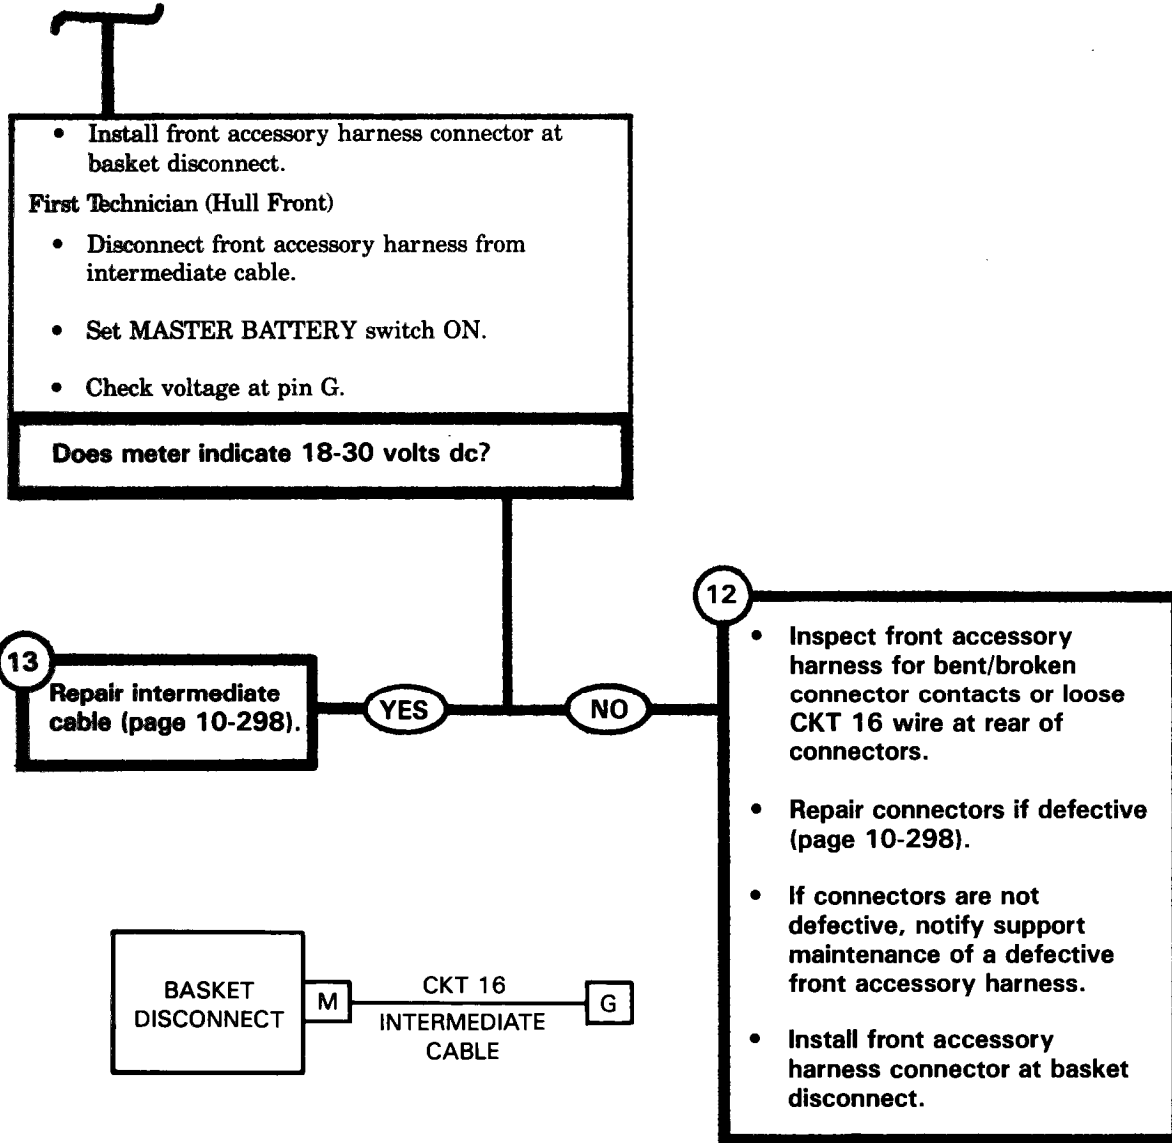 • Install front accessory harness connector at
basket disconnect.
First Technician (Hull Front)
• Disconnect front accessory harness from
intermediate cable.
• Set MASTER BATTERY switch ON.
• Check voltage at pin G.
Does meter indicate 18-30 volts dc?
13
Repair intermediate
cable (page 10-298).
YES
NO
12
• Inspect front accessory
harness for bent/broken
connector contacts or loose
CKT 16 wire at rear of
connectors.
• Repair connectors if defective
(page 10-298).
• If connectors are not
defective, notify support
maintenance of a defective
front accessory harness.
• Install front accessory
harness connector at basket
disconnect.
BASKET
DISCONNECT
M
CKT 16
INTERMEDIATE
CABLE
G